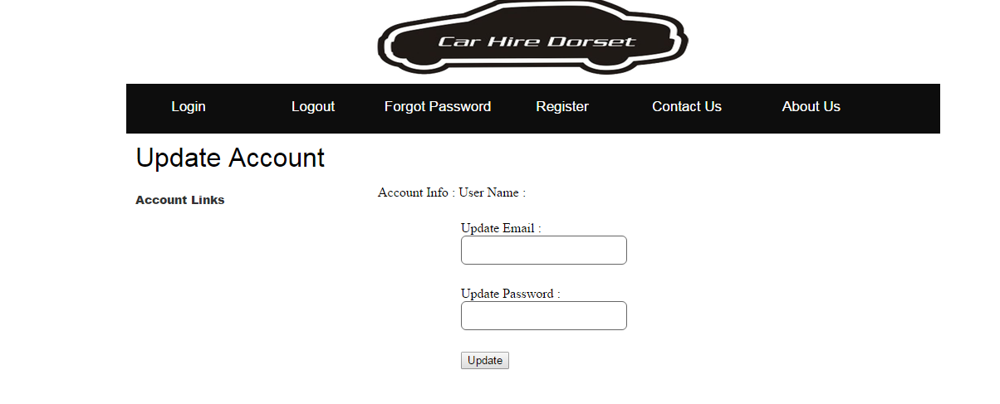 Car Hire Dorset
Login Logout Forgot Password Register Contact Us About Us
Update Account
Account Links
Account Info : User Name :
Update Email :
Update Password :
Update